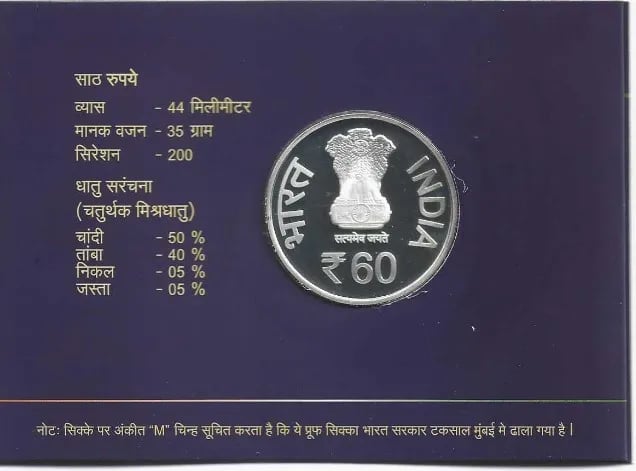 साठ रुपये
व्यास - 44 मिलीमीटर
मानक वजन - 35 ग्राम
सिरेशन - 200
धातु सरंचना
(चतुर्थक मिश्रधातु)
चांदी - 50 %
तांबा - 40 %
निकल - 05 %
जस्ता - 05 %
भारत
INDIA
सत्यमेव जयते
₹ 60
नोटः सिक्के पर अंकीत “M” चिन्ह सूचित करता है कि ये प्रूफ सिक्का भारत सरकार टकसाल मुंबई मे ढाला गया है |